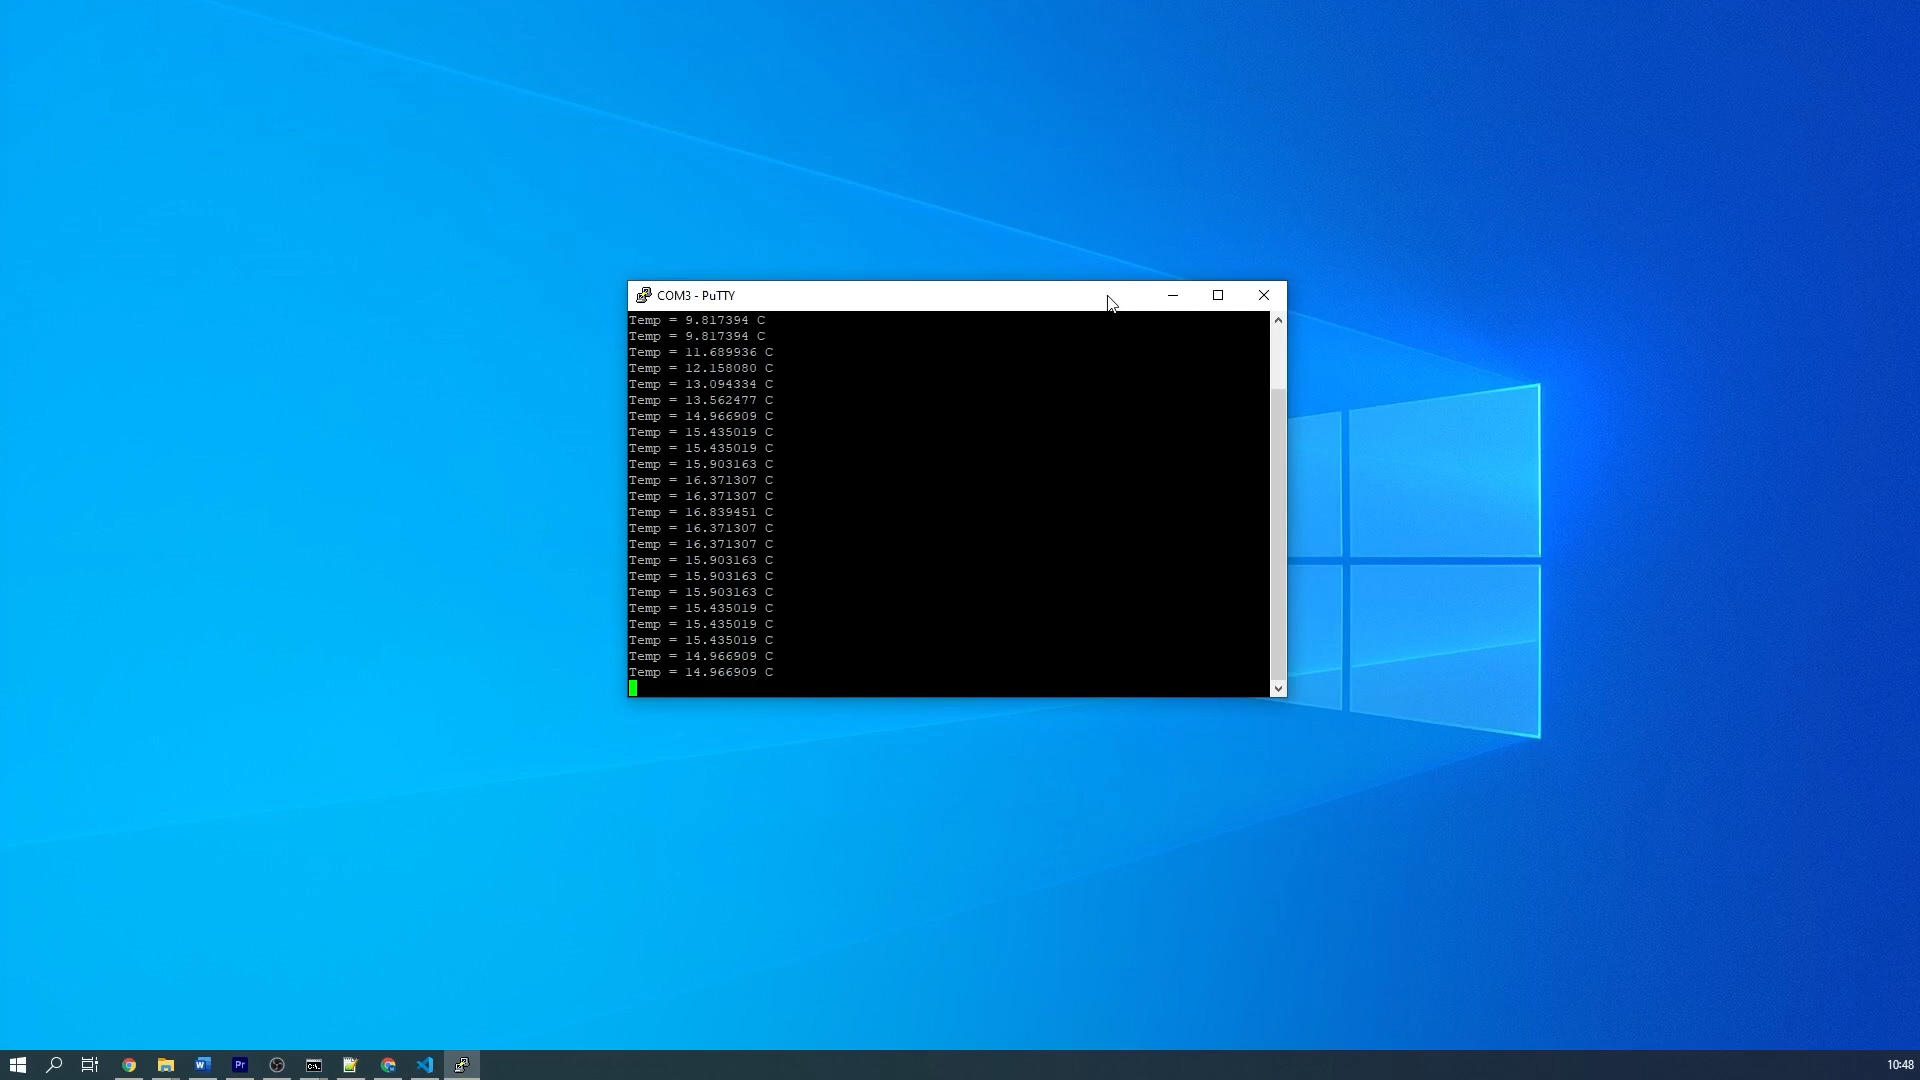 COM3 - PuTTY
Temp = 9.817394 C
Temp = 9.817394 C
Temp = 11.689936 C
Temp = 12.158080 C
Temp = 13.094334 C
Temp = 13.562477 C
Temp = 14.966909 C
Temp = 15.435019 C
Temp = 15.435019 C
Temp = 15.903163 C
Temp = 16.371307 C
Temp = 16.371307 C
Temp = 16.839451 C
Temp = 16.371307 C
Temp = 16.371307 C
Temp = 15.903163 C
Temp = 15.903163 C
Temp = 15.903163 C
Temp = 15.435019 C
Temp = 15.435019 C
Temp = 15.435019 C
Temp = 14.966909 C
Temp = 14.966909 C
W Pr C:\. 10:48